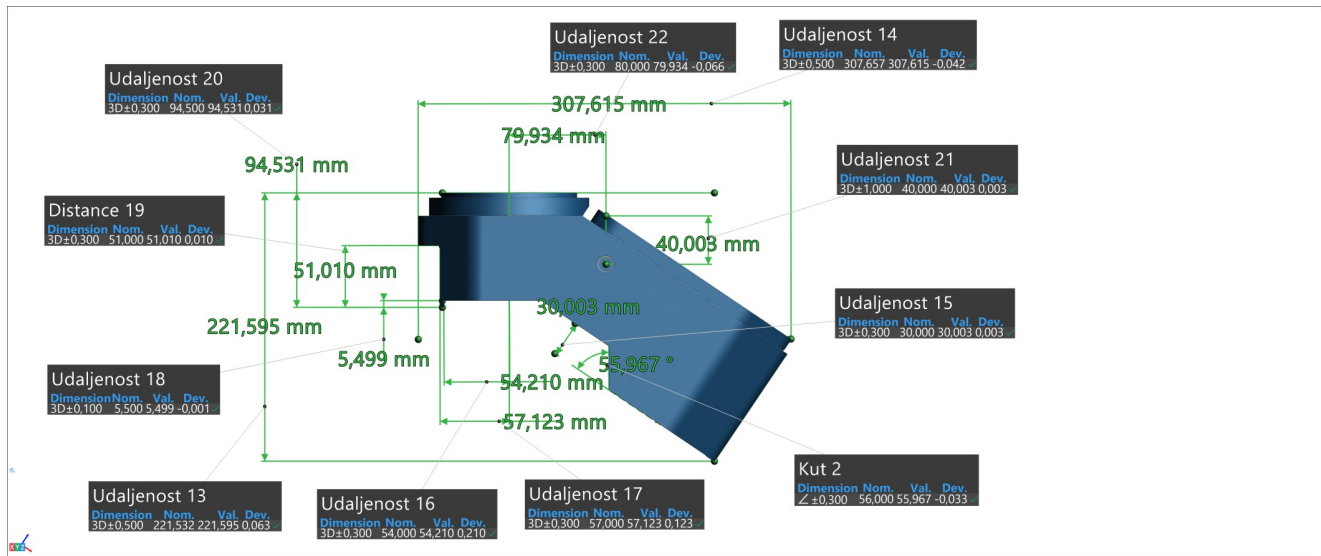 Udaljenost 22
Dimension Nom. Val. Dev.
3D±0,300 80,000 79,934 -0,066
Udaljenost 14
Dimension Nom. Val. Dev.
3D±0,500 307,657 307,615 -0,042
Udaljenost 20
Dimension Nom. Val. Dev.
3D±0,300 94,500 94,531 0,031
307,615 mm
79,934 mm
94,531 mm
Udaljenost 21
Dimension Nom. Val. Dev.
3D±1,000 40,000 40,003 0,003
Distance 19
Dimension Nom. Val. Dev.
3D±0,300 51,000 51,010 0,010
40,003 mm
51,010 mm
Udaljenost 15
Dimension Nom. Val. Dev.
3D±0,300 30,000 30,003 0,003
30,003 mm
221,595 mm
5,499 mm
55,967 °
Udaljenost 18
Dimension Nom. Val. Dev.
3D±0,100 5,500 5,499 -0,001
54,210 mm
57,123 mm
Kut 2
Dimension Nom. Val. Dev.
∠±0,300 56,000 55,967 -0,033
Udaljenost 13
Dimension Nom. Val. Dev.
3D±0,500 221,532 221,595 0,063
Udaljenost 16
Dimension Nom. Val. Dev.
3D±0,300 54,000 54,210 0,210
Udaljenost 17
Dimension Nom. Val. Dev.
3D±0,300 57,000 57,123 0,123
X Y Z